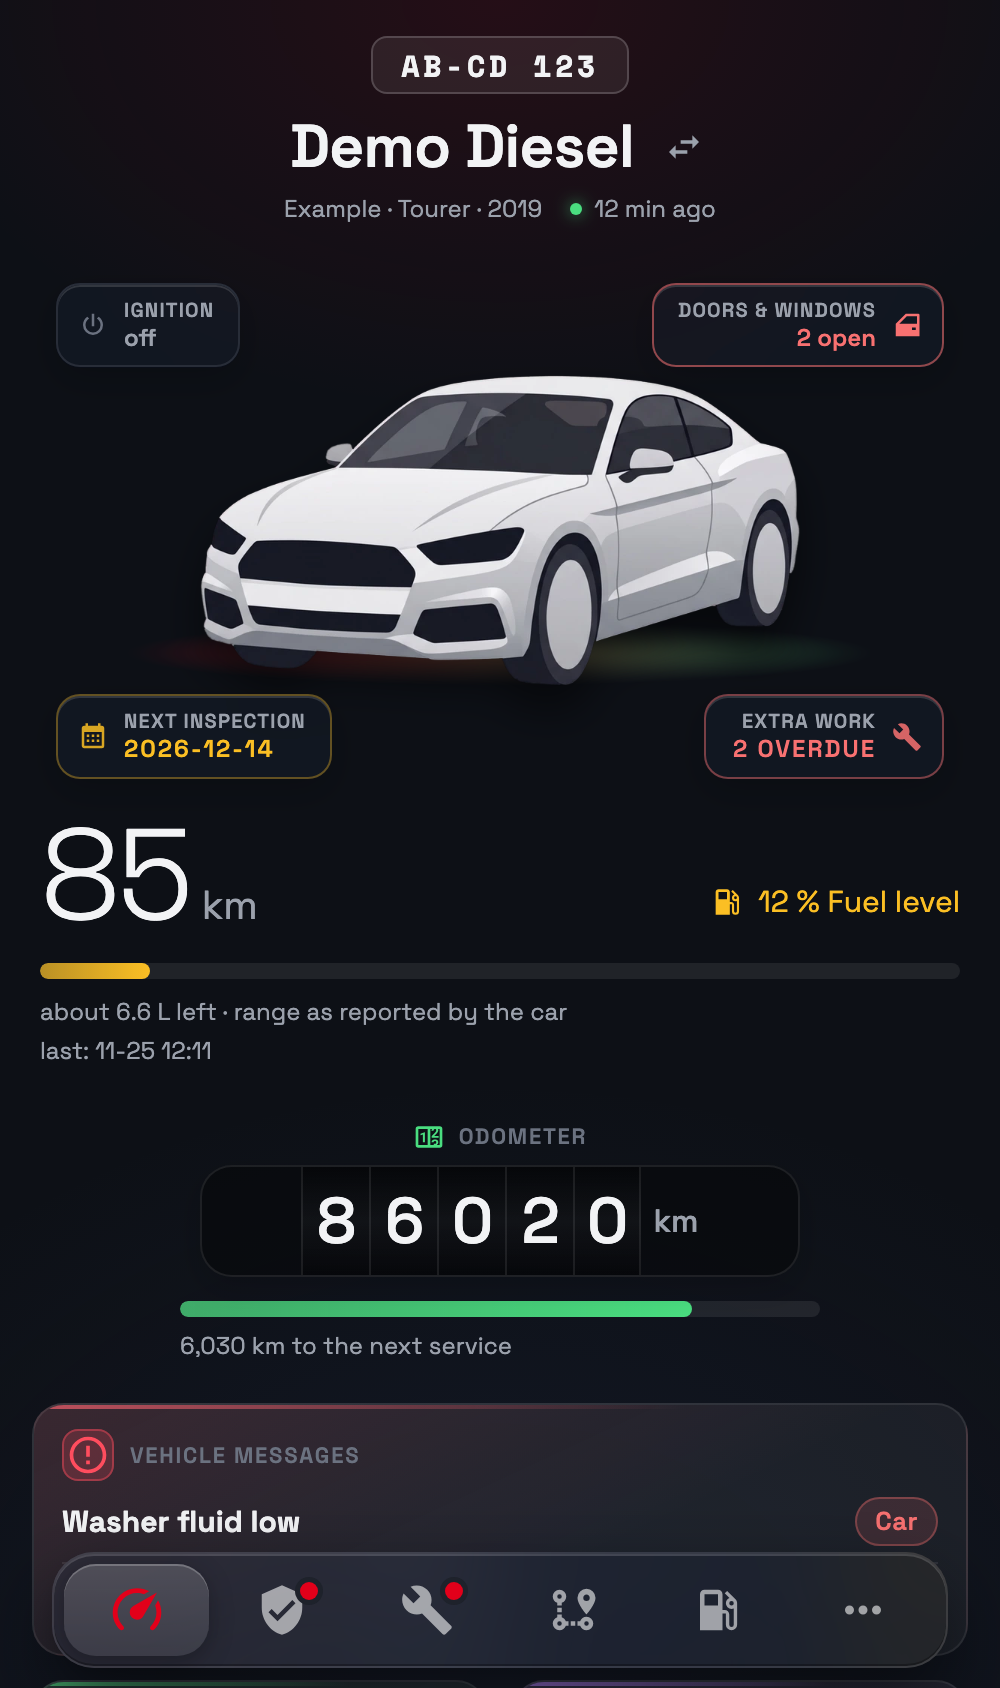 AB-CD 123
Demo Diesel
Example · Tourer · 2019 12 min ago
IGNITION
off
DOORS & WINDOWS
2 open
NEXT INSPECTION
2026-12-14
EXTRA WORK
2 OVERDUE
85 km
12 % Fuel level
about 6.6 L left · range as reported by the car
last: 11-25 12:11
ODOMETER
86020 km
6,030 km to the next service
VEHICLE MESSAGES
Washer fluid low
Car